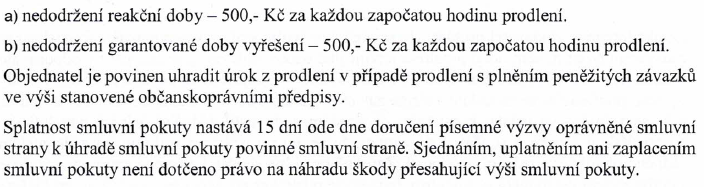 a) nedodržení reakční doby – 500,- Kč za každou započatou hodinu prodlení.
b) nedodržení garantované doby vyřešení – 500,- Kč za každou započatou hodinu prodlení.
Objednatel je povinen uhradit úrok z prodlení v případě prodlení s plněním peněžitých závazků
ve výši stanovené občanskoprávními předpisy.
Splatnost smluvní pokuty nastává 15 dní ode dne doručení písemné výzvy oprávněné smluvní
strany k úhradě smluvní pokuty povinné smluvní straně. Sjednáním, uplatněním ani zaplacením
smluvní pokuty není dotčeno právo na náhradu škody přesahující výši smluvní pokuty.